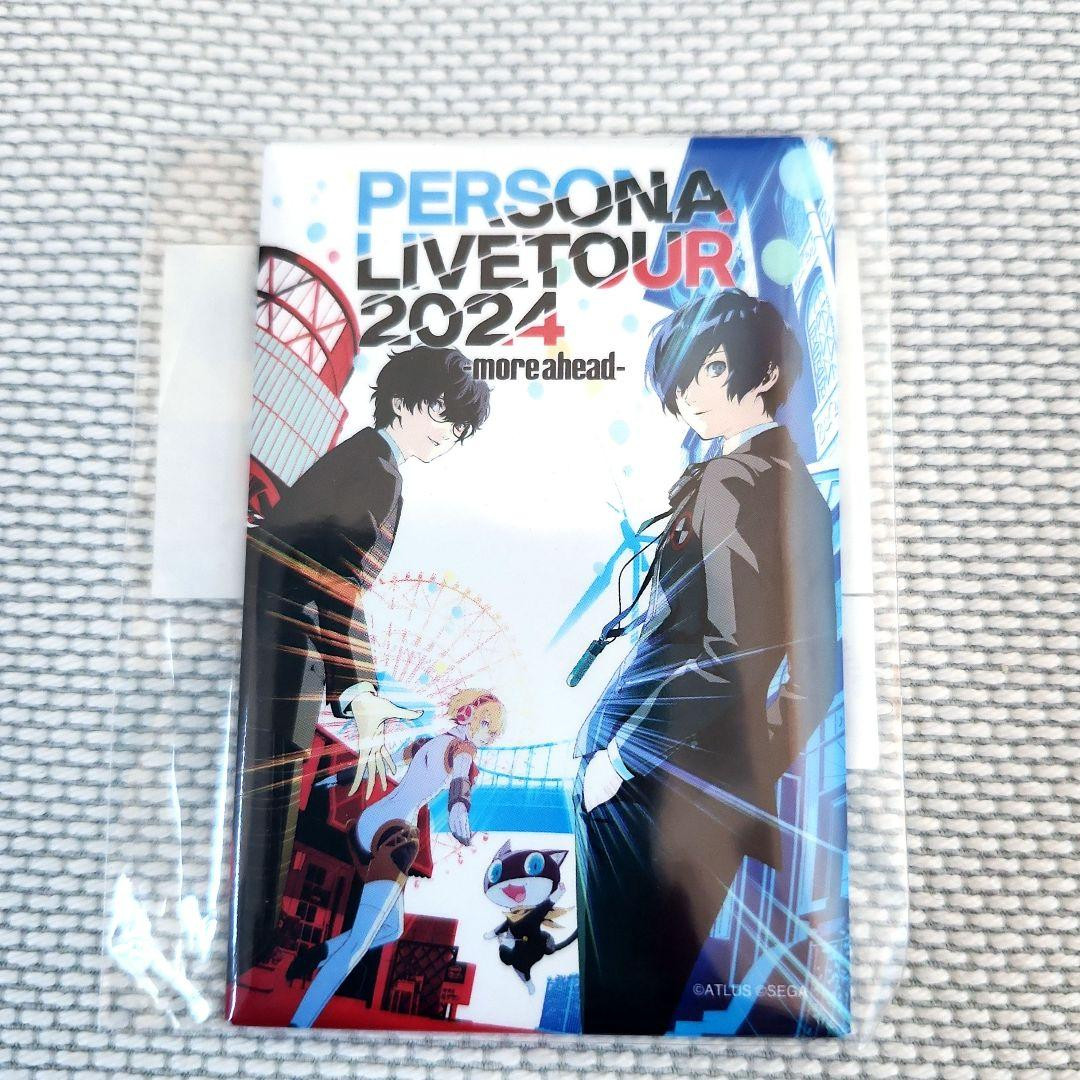 PERSONA
LIVETOUR
2024
-more ahead-
©ATLUS ©SEGA